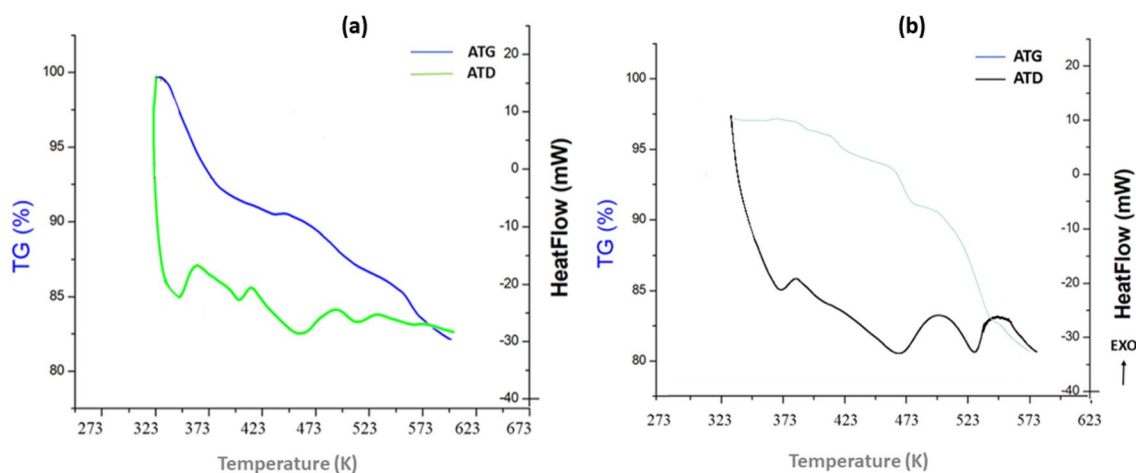 (a)
ATG
ATD
TG (%)
100
95
90
85
80
HeatFlow (mW)
20
10
0
-10
-20
-30
-40
273 323 373 423 473 523 573 623 673
Temperature (K)
(b)
ATG
ATD
TG (%)
100
95
90
85
80
HeatFlow (mW)
20
10
0
-10
-20
-30
-40
EXO
273 323 373 423 473 523 573 623
Temperature (K)